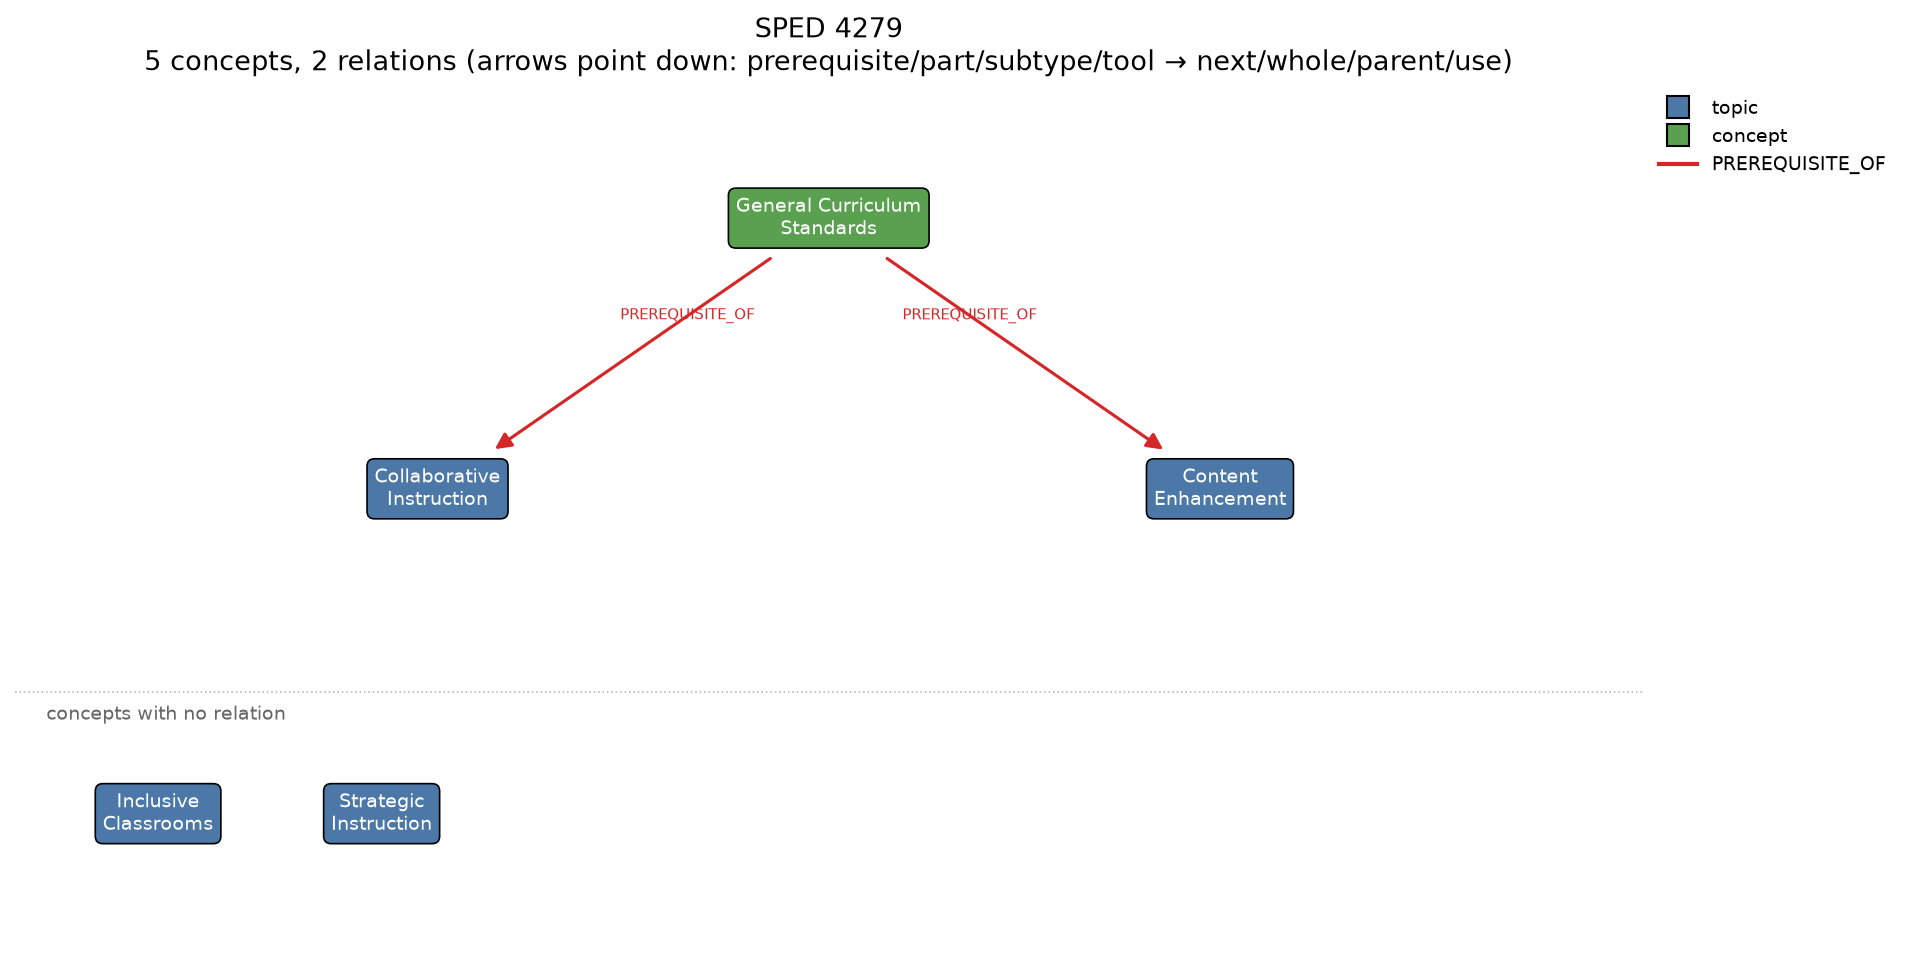 SPED 4279
5 concepts, 2 relations (arrows point down: prerequisite/part/subtype/tool → next/whole/parent/use)
topic
concept
PREREQUISITE_OF
General Curriculum
Standards
PREREQUISITE_OF
PREREQUISITE_OF
Collaborative
Instruction
Content
Enhancement
concepts with no relation
Inclusive
Classrooms
Strategic
Instruction